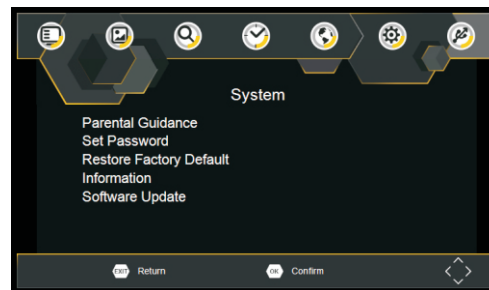 System
Parental Guidance
Set Password
Restore Factory Default
Information
Software Update
EXIT Return OK Confirm